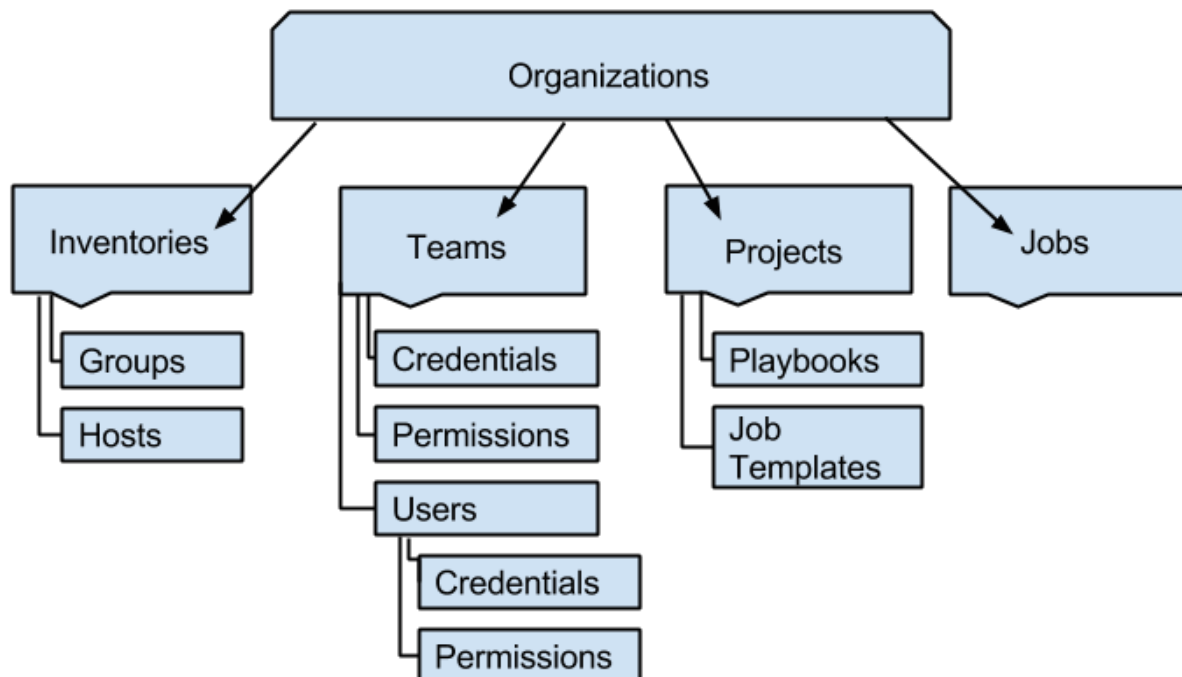 Organizations
Inventories
Teams
Projects
Jobs
Groups
Hosts
Credentials
Permissions
Users
Credentials
Permissions
Playbooks
Job
Templates